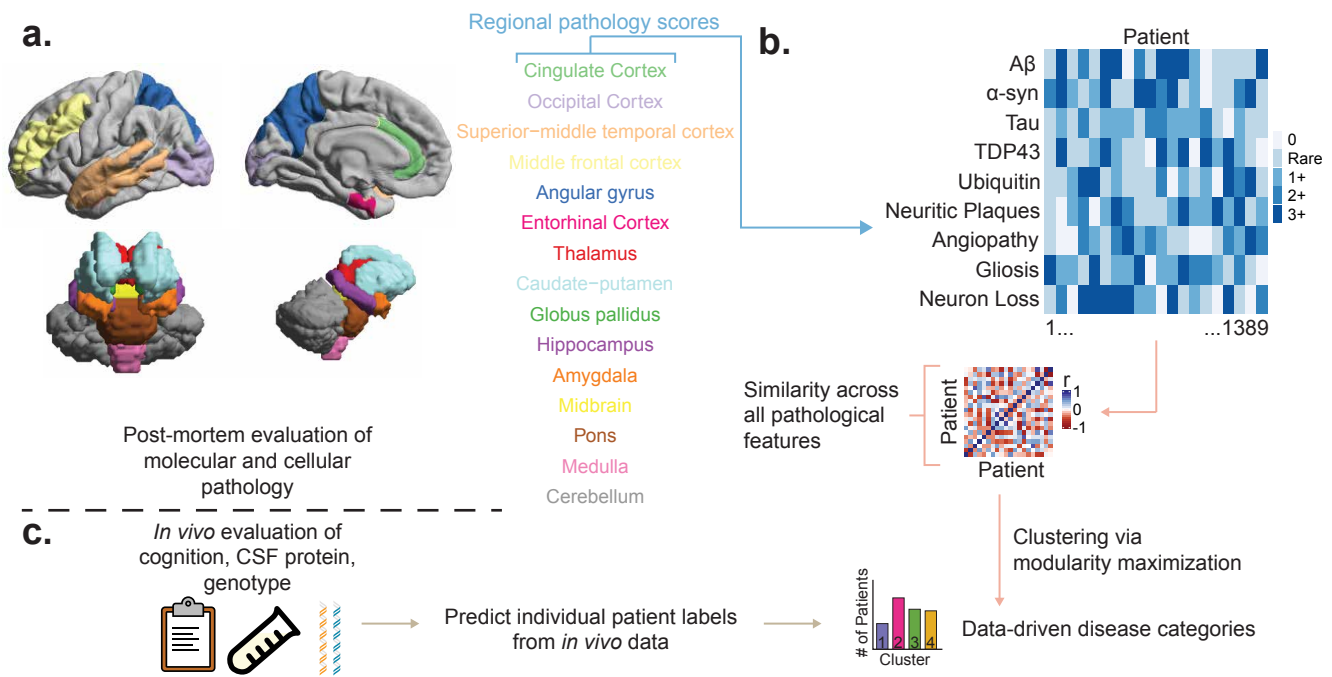 a.
Regional pathology scores
Cingulate Cortex
Occipital Cortex
Superior−middle temporal cortex
Middle frontal cortex
Angular gyrus
Entorhinal Cortex
Thalamus
Caudate−putamen
Globus pallidus
Hippocampus
Amygdala
Midbrain
Pons
Medulla
Cerebellum
Post-mortem evaluation of
molecular and cellular
pathology
b.
Patient
Aβ
α-syn
Tau
TDP43
Ubiquitin
Neuritic Plaques
Angiopathy
Gliosis
Neuron Loss
1...
...1389
0
Rare
1+
2+
3+
Similarity across
all pathological
features
Patient
Patient
r
1
0
-1
Clustering via
modularity maximization
Data-driven disease categories
c.
In vivo evaluation of
cognition, CSF protein,
genotype
Predict individual patient labels
from in vivo data
# of Patients
1 2 3 4
Cluster